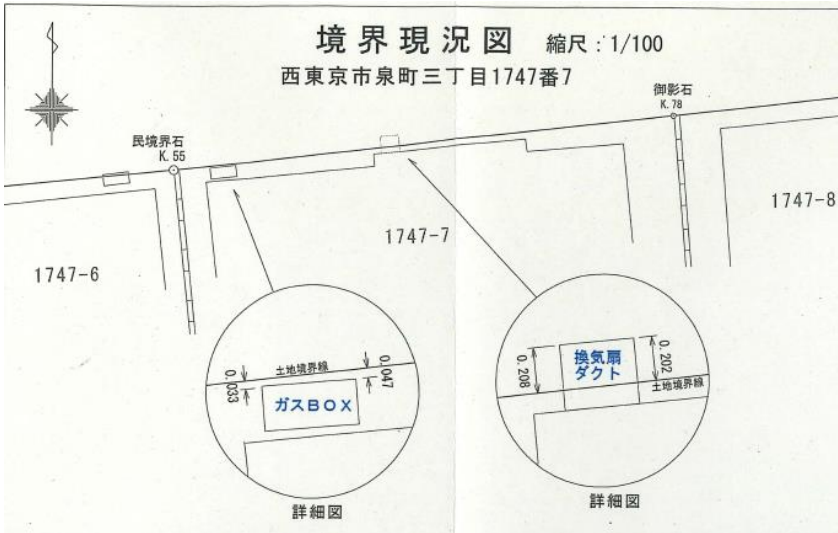 境界現況図 縮尺:1/100
西東京市泉町三丁目1747番7
御影石
K. 78
民境界石
K. 55
1747-8
1747-7
1747-6
土地境界線
0.033
0.047
ガスBOX
詳細図
換気扇
ダクト
0.208
0.202
土地境界線
詳細図